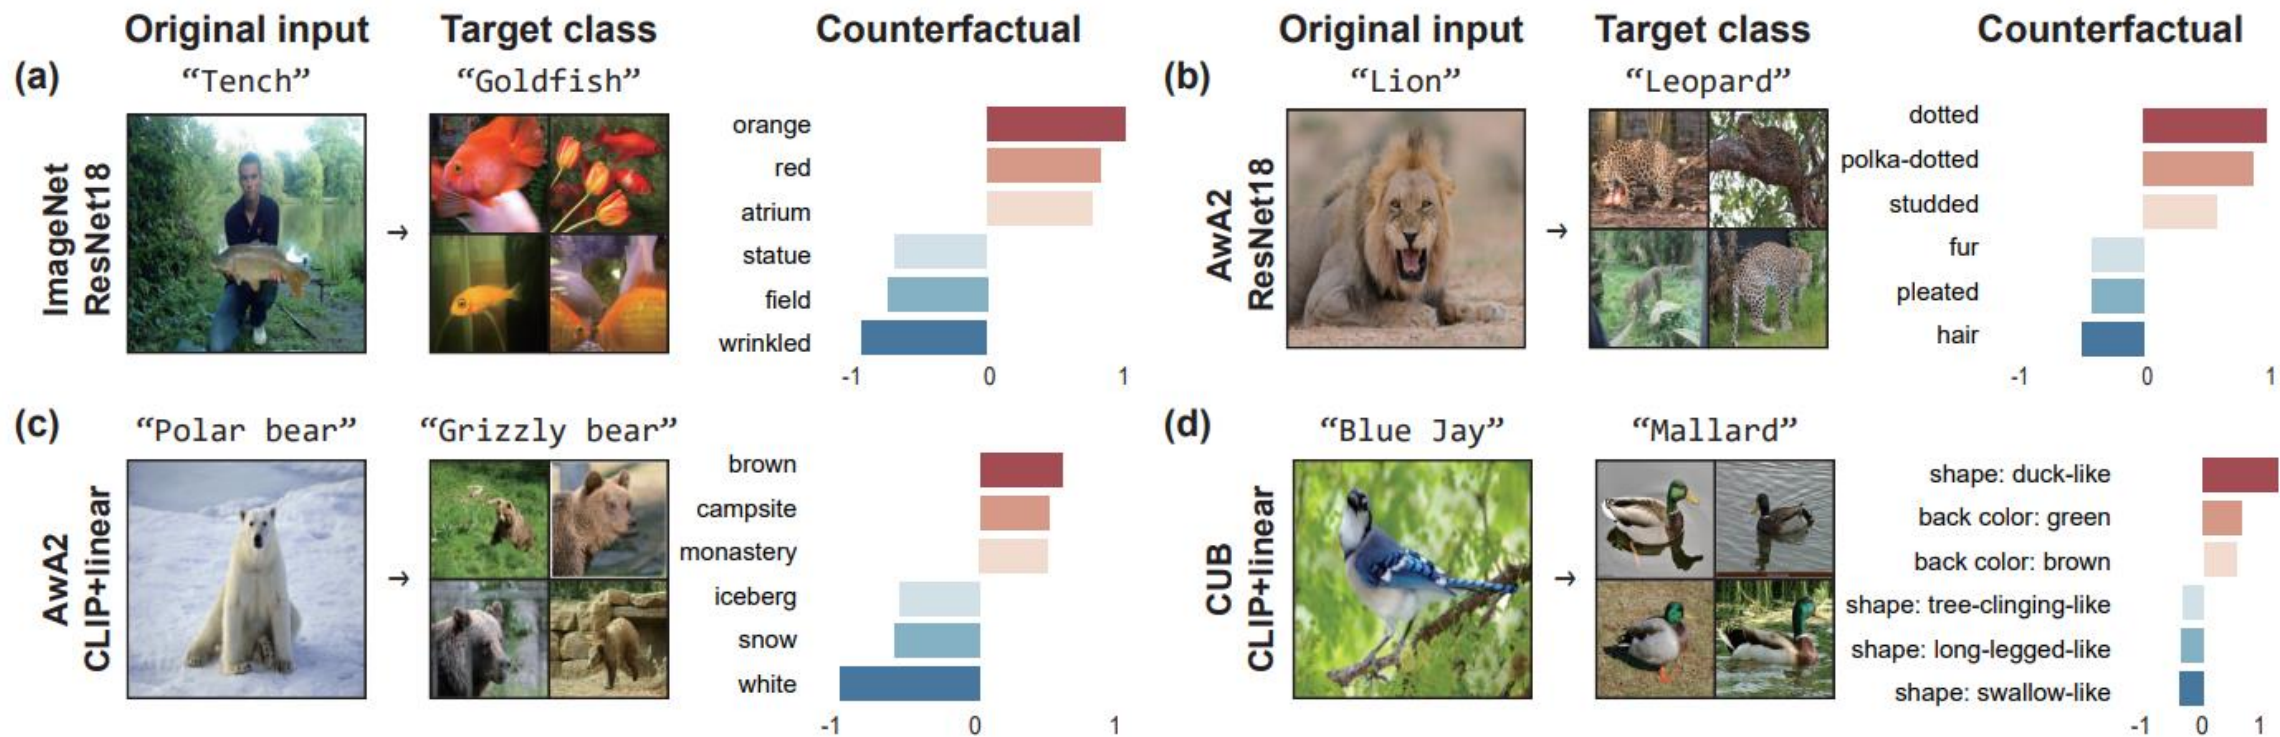 Original input Target class Counterfactual
(a) “Tench” “Goldfish”
ImageNet
ResNet18
→
orange
red
atrium
statue
field
wrinkled
-1 0 1
Original input Target class Counterfactual
(b) “Lion” “Leopard”
AwA2
ResNet18
→
dotted
polka-dotted
studded
fur
pleated
hair
-1 0 1
(c) “Polar bear” “Grizzly bear”
AwA2
CLIP+linear
→
brown
campsite
monastery
iceberg
snow
white
-1 0 1
(d) “Blue Jay” “Mallard”
CUB
CLIP+linear
→
shape: duck-like
back color: green
back color: brown
shape: tree-clinging-like
shape: long-legged-like
shape: swallow-like
-1 0 1